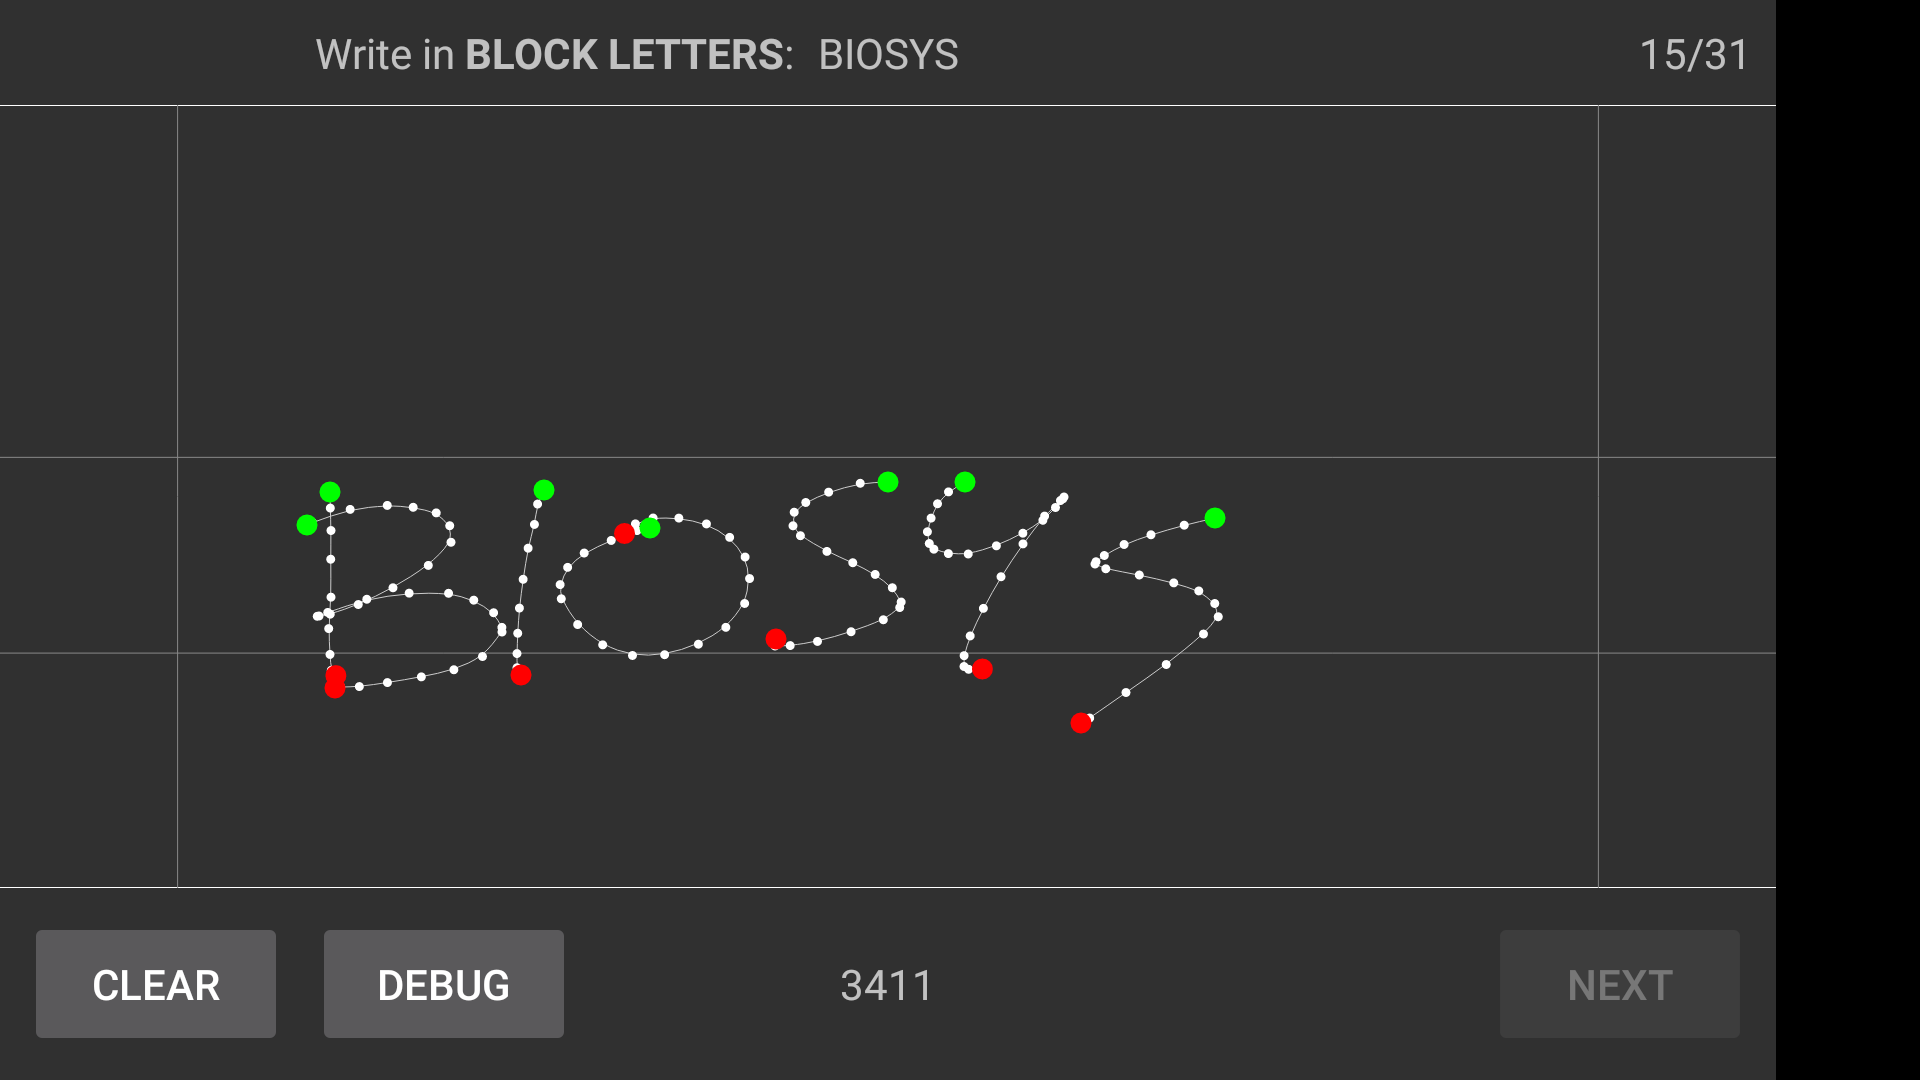 Write in BLOCK LETTERS: BIOSYS 15/31
BIOSYS
CLEAR DEBUG 3411 NEXT